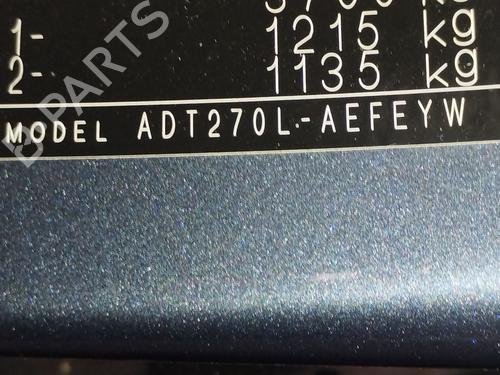 1- 1215 kg
2- 1135 kg
MODEL ADT270L-AEFEYW
B-PARTS